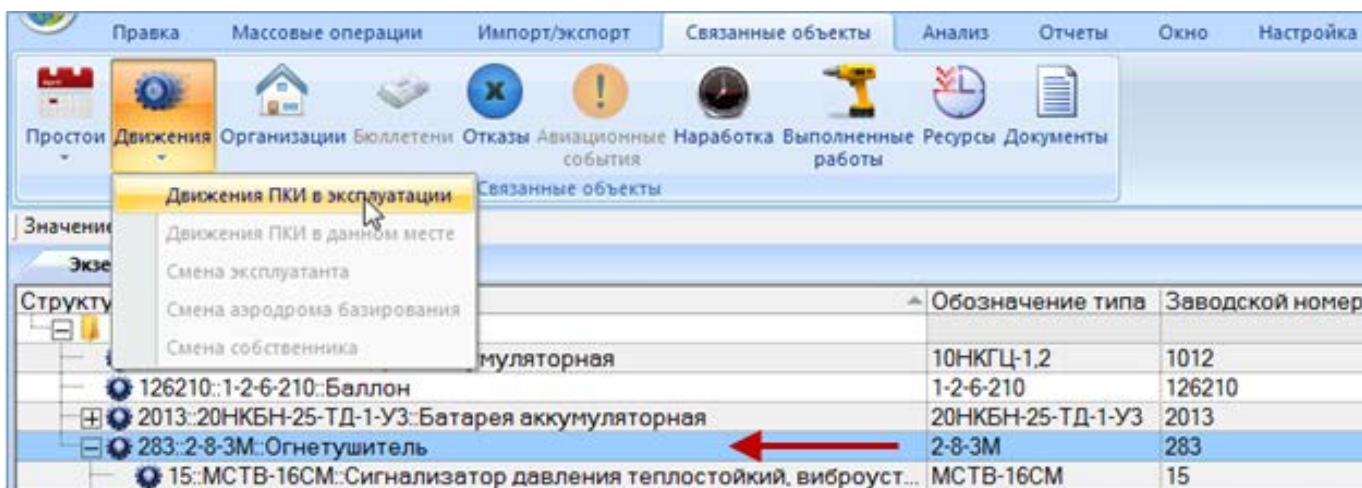 Правка Массовые операции Импорт/экспорт Связанные объекты Анализ Отчеты Окно Настройка
Простои Движения Организации Бюллетени Отказы Авиационные события Наработка Выполненные работы Ресурсы Документы
Движения ПКИ в эксплуатации
Связанные объекты
Движения ПКИ в данном месте
Смена эксплуатанта
Смена аэродрома базирования
Смена собственника
Значение
Экзе
Структу Обозначение типа Заводской номер
муляторная 10НКГЦ-1,2 1012
126210::1-2-6-210::Баллон 1-2-6-210 126210
2013::20НКБН-25-ТД-1-У3::Батарея аккумуляторная 20НКБН-25-ТД-1-У3 2013
283::2-8-3М::Огнетушитель 2-8-3М 283
15::МСТВ-16СМ::Сигнализатор давления теплостойкий, виброуст... МСТВ-16СМ 15